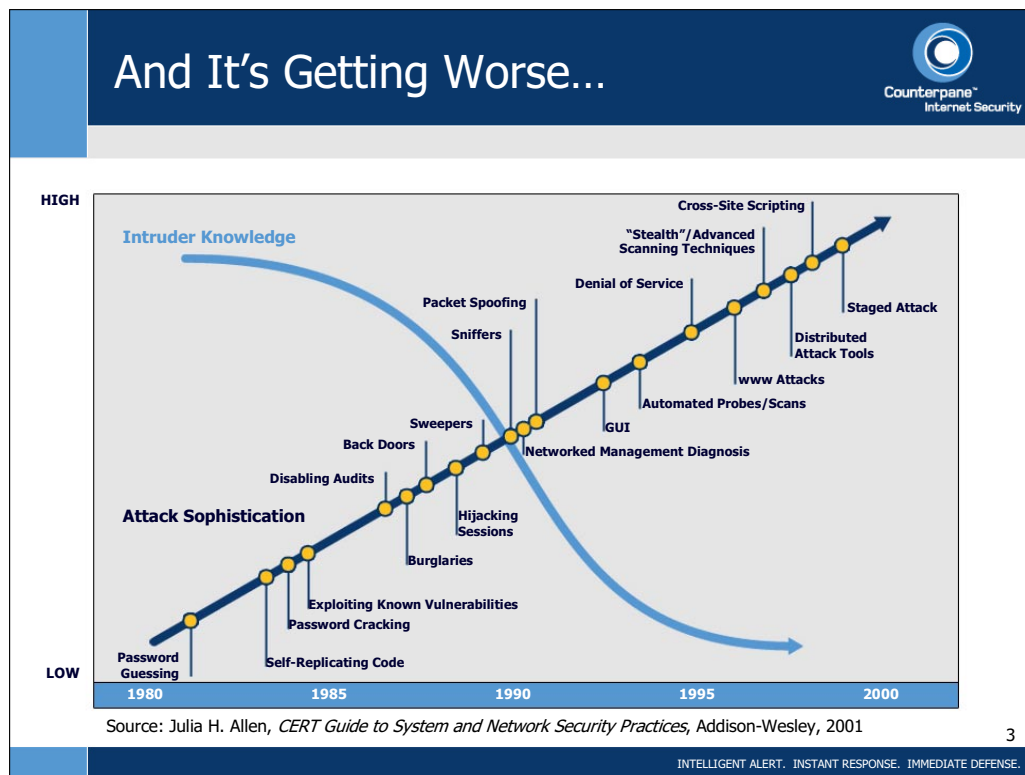 And It's Getting Worse…
Counterpane™
Internet Security
HIGH
Intruder Knowledge
Cross-Site Scripting
"Stealth"/Advanced
Scanning Techniques
Packet Spoofing
Denial of Service
Staged Attack
Sniffers
Distributed
Attack Tools
www Attacks
Automated Probes/Scans
Sweepers
GUI
Back Doors
Networked Management Diagnosis
Disabling Audits
Attack Sophistication
Hijacking
Sessions
Burglaries
Exploiting Known Vulnerabilities
Password Cracking
Password
Guessing
Self-Replicating Code
LOW
1980 1985 1990 1995 2000
Source: Julia H. Allen, CERT Guide to System and Network Security Practices, Addison-Wesley, 2001
3
INTELLIGENT ALERT. INSTANT RESPONSE. IMMEDIATE DEFENSE.